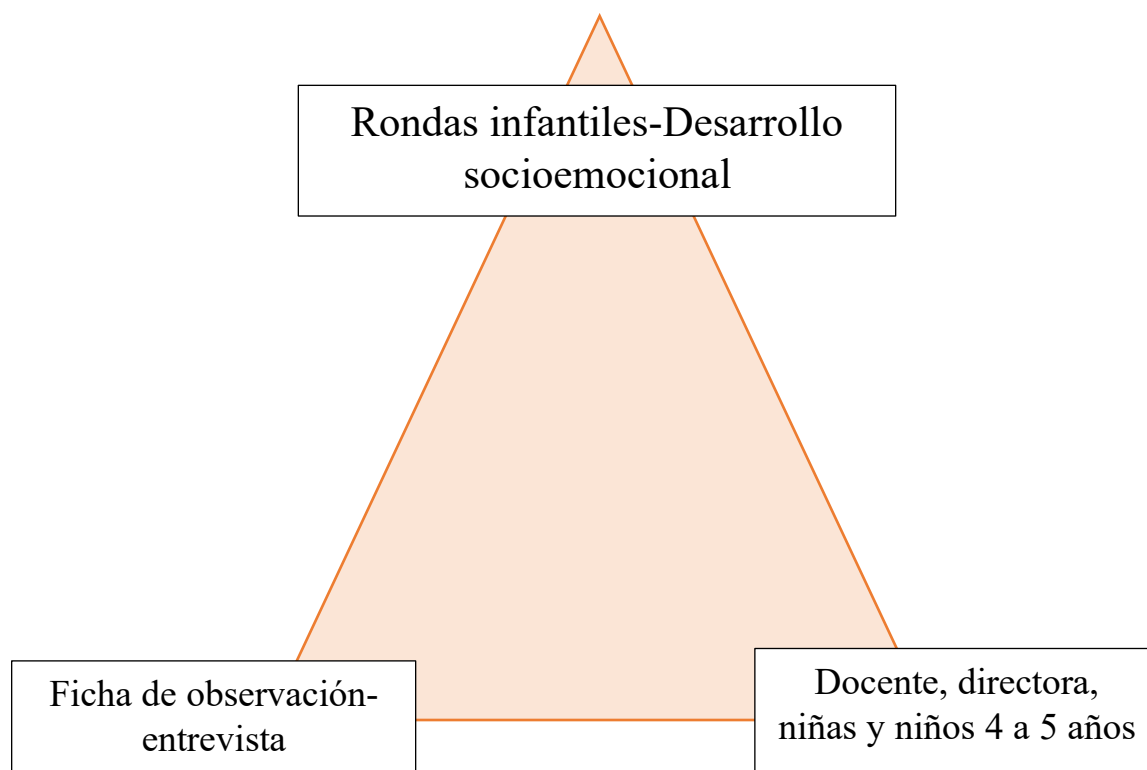 Rondas infantiles-Desarrollo
socioemocional
Ficha de observación-
entrevista
Docente, directora,
niñas y niños 4 a 5 años